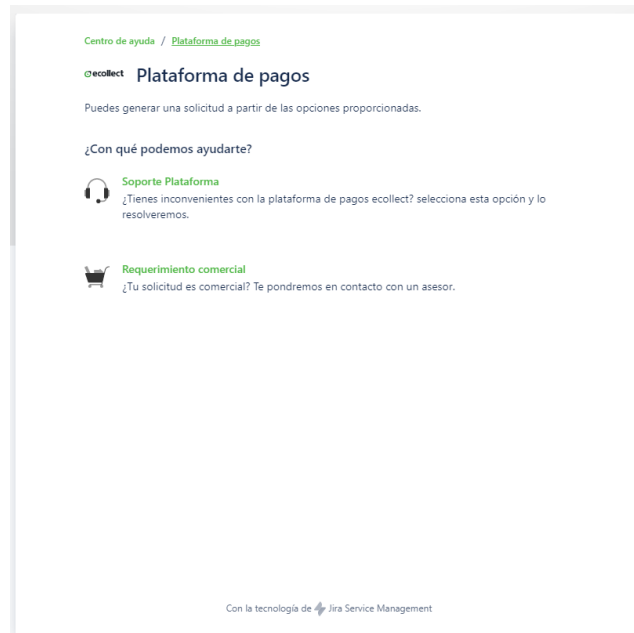 Centro de ayuda / Plataforma de pagos
ecollect Plataforma de pagos
Puedes generar una solicitud a partir de las opciones proporcionadas.
¿Con qué podemos ayudarte?
Soporte Plataforma
¿Tienes inconvenientes con la plataforma de pagos ecollect? selecciona esta opción y lo
resolveremos.
Requerimiento comercial
¿Tu solicitud es comercial? Te pondremos en contacto con un asesor.
Con la tecnología de Jira Service Management